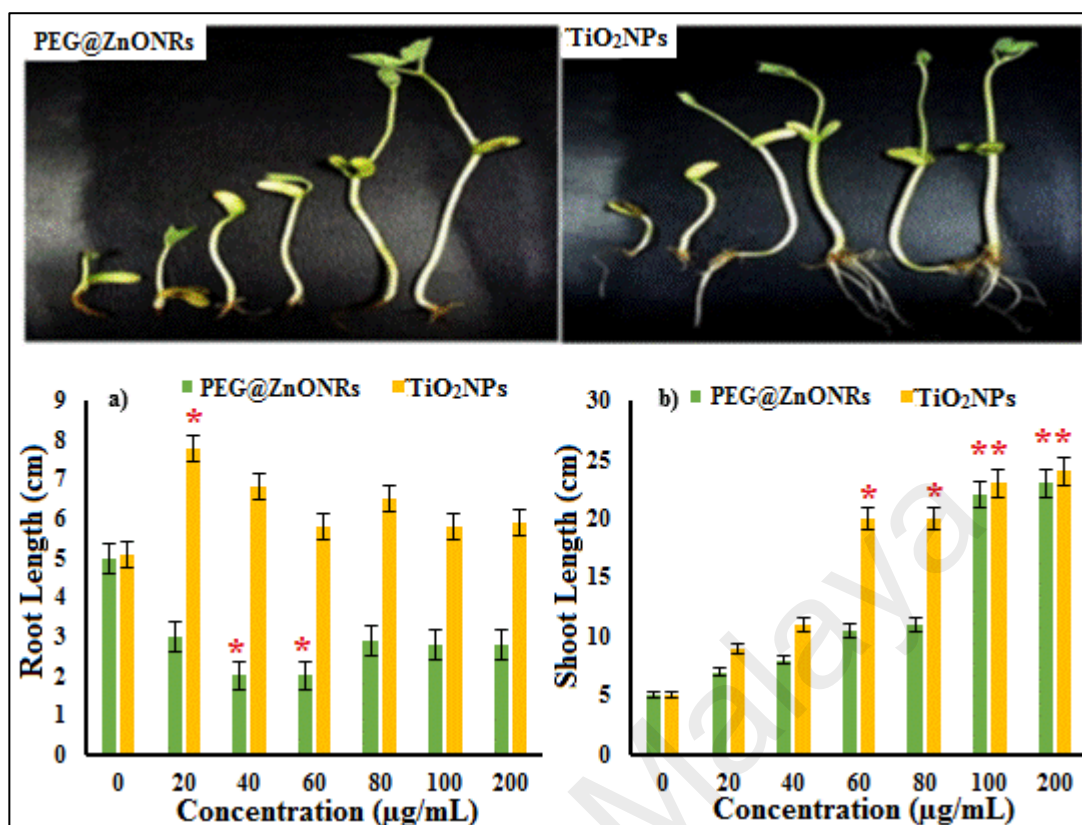 PEG@ZnONRs
TiO₂NPs
a)
PEG@ZnONRs
TiO₂NPs
Root Length (cm)
9
8
7
6
5
4
3
2
1
0
*
*
*
0 20 40 60 80 100 200
Concentration (µg/mL)
b)
PEG@ZnONRs
TiO₂NPs
Shoot Length (cm)
30
25
20
15
10
5
0
*
*
**
**
0 20 40 60 80 100 200
Concentration (µg/mL)
Malaya